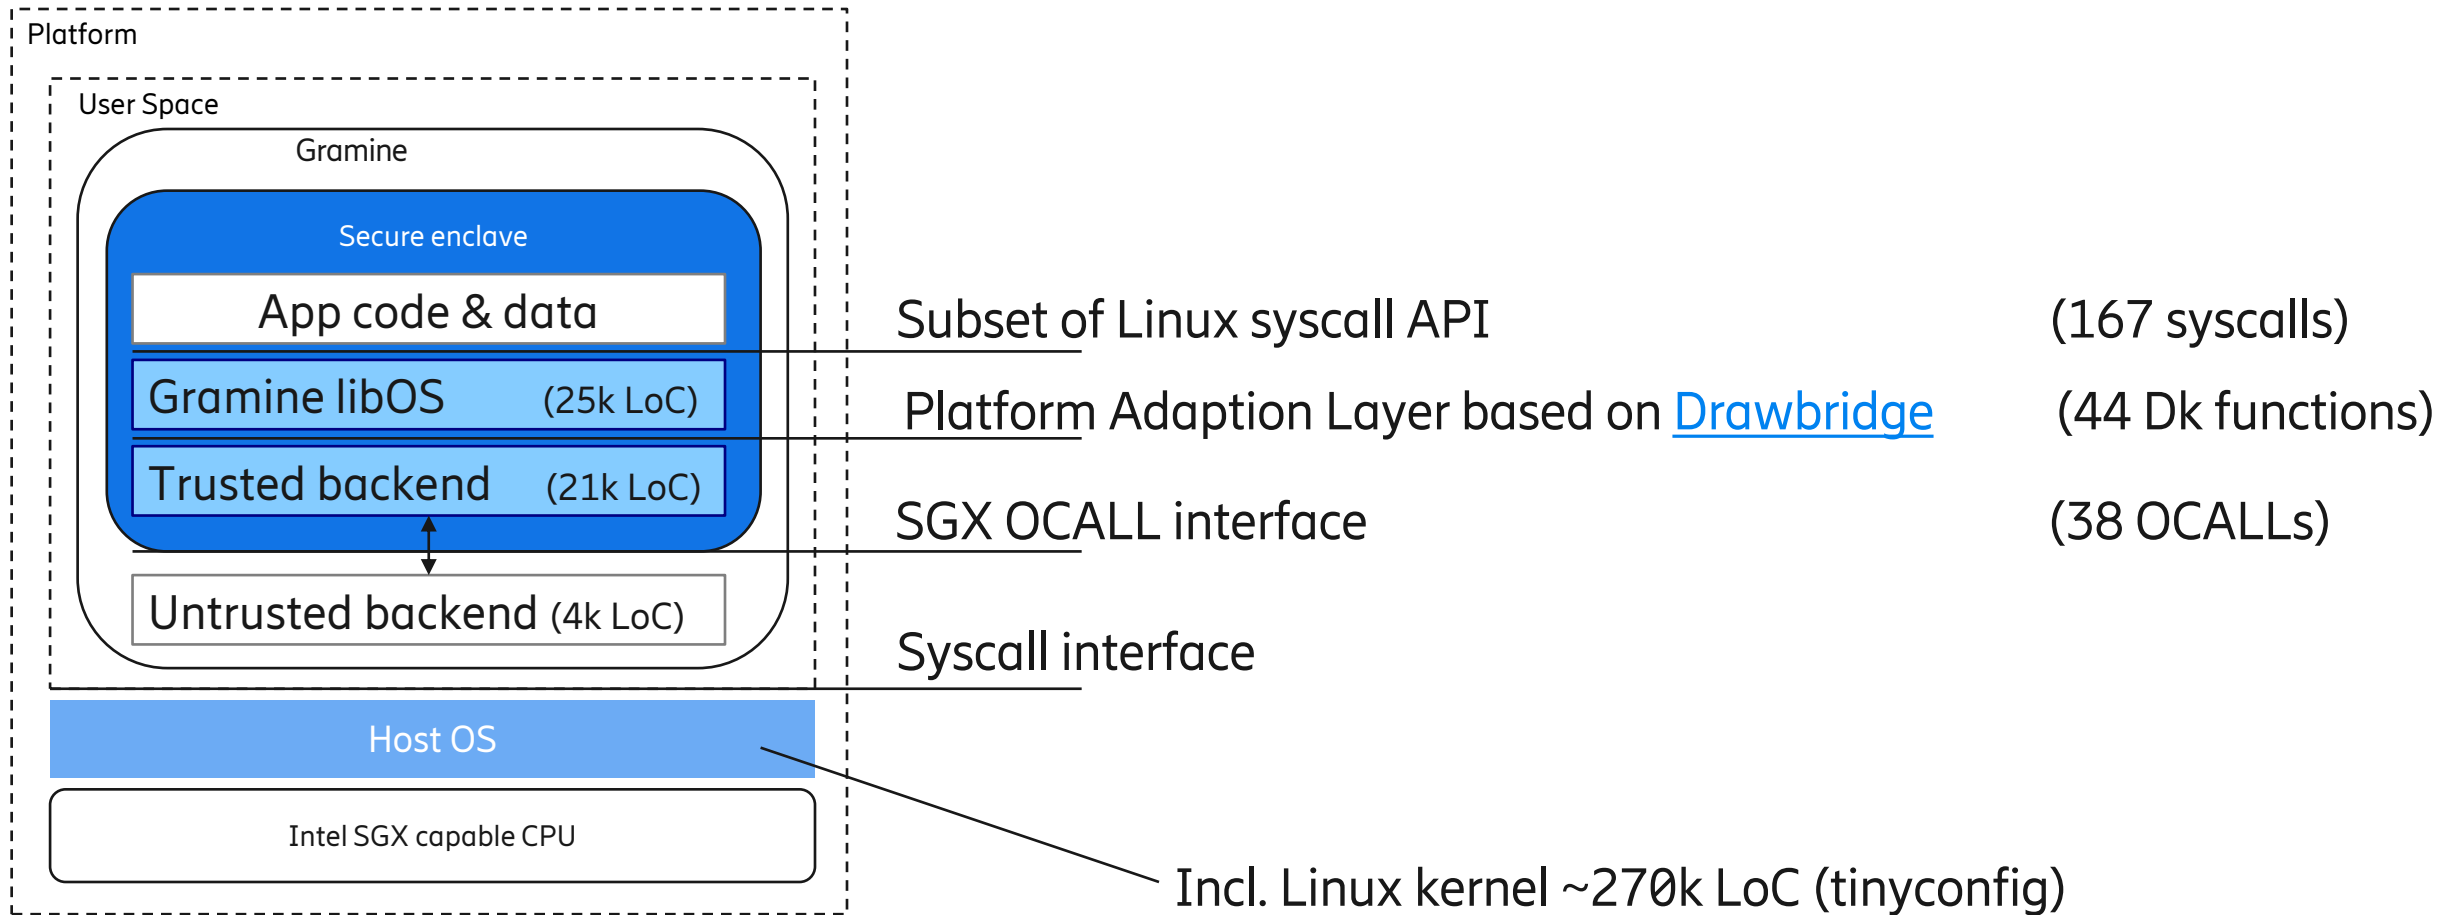 Platform
User Space
Gramine
Secure enclave
App code & data
Subset of Linux syscall API (167 syscalls)
Gramine libOS (25k LoC)
Platform Adaption Layer based on Drawbridge (44 Dk functions)
Trusted backend (21k LoC)
SGX OCALL interface (38 OCALLs)
Untrusted backend (4k LoC)
Syscall interface
Host OS
Intel SGX capable CPU
Incl. Linux kernel ~270k LoC (tinyconfig)